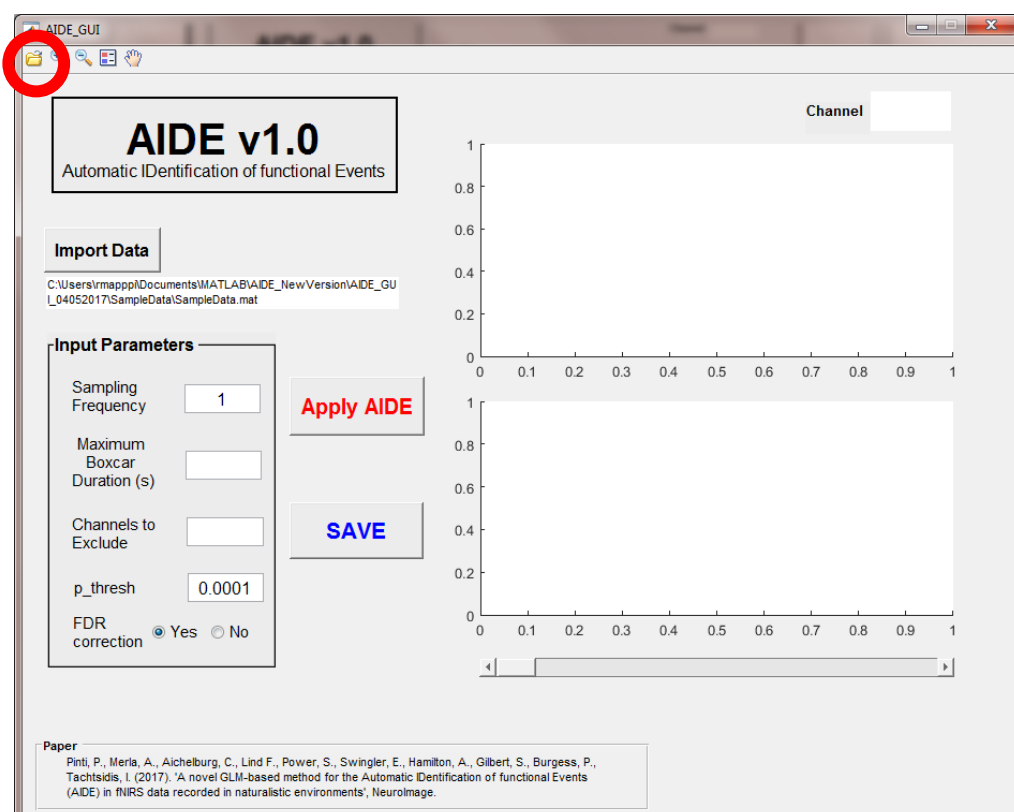 AIDE_GUI
AIDE v1.0
Automatic IDentification of functional Events
Import Data
C:\Users\rmapppi\Documents\MATLAB\AIDE_NewVersion\AIDE_GU
I_04052017\SampleData\SampleData.mat
Input Parameters
Sampling
Frequency
1
Maximum
Boxcar
Duration (s)
Channels to
Exclude
p_thresh
0.0001
FDR
correction
Yes
No
Apply AIDE
SAVE
Channel
1
0.8
0.6
0.4
0.2
0
0 0.1 0.2 0.3 0.4 0.5 0.6 0.7 0.8 0.9 1
1
0.8
0.6
0.4
0.2
0
0 0.1 0.2 0.3 0.4 0.5 0.6 0.7 0.8 0.9 1
Paper
Pinti, P., Merla, A., Aichelburg, C., Lind F., Power, S., Swingler, E., Hamilton, A., Gilbert, S., Burgess, P.,
Tachtsidis, I. (2017). 'A novel GLM-based method for the Automatic IDentification of functional Events
(AIDE) in fNIRS data recorded in naturalistic environments', NeuroImage.